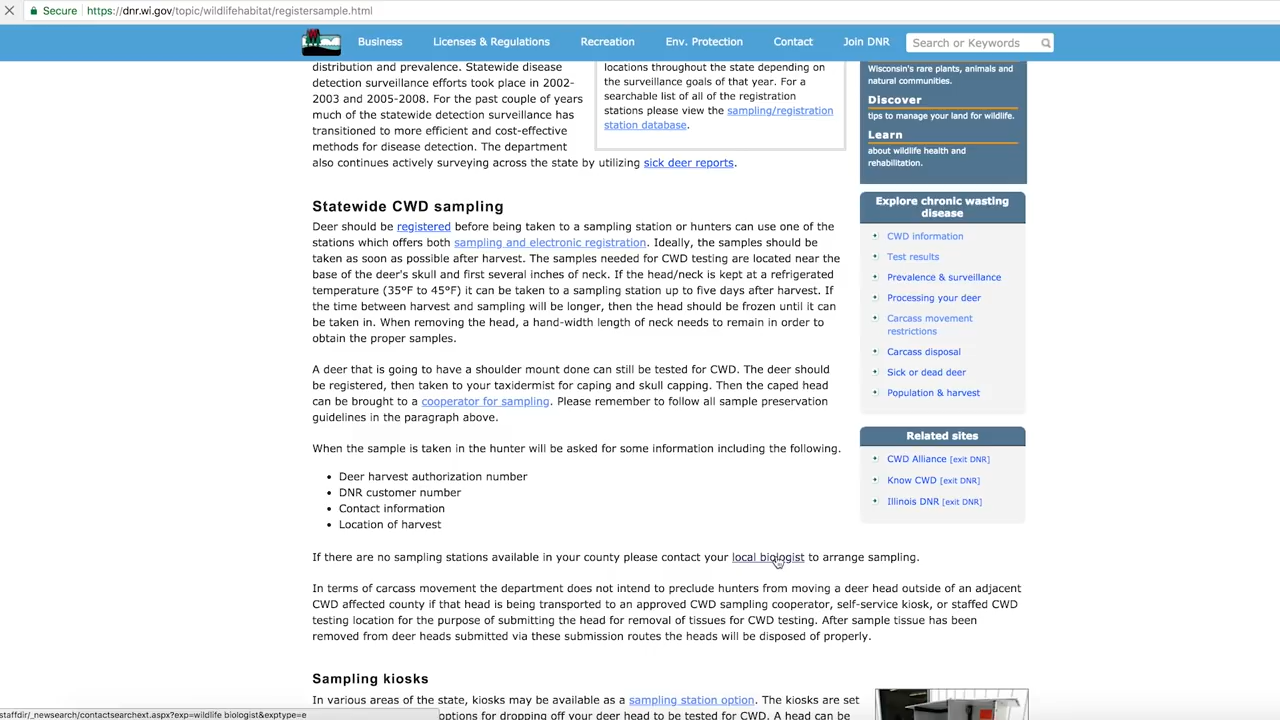 Secure https://dnr.wi.gov/topic/wildlifehabitat/registersample.html
Business Licenses & Regulations Recreation Env. Protection Contact Join DNR Search or Keywords
distribution and prevalence. Statewide disease
detection surveillance efforts took place in 2002-
2003 and 2005-2008. For the past couple of years
much of the statewide detection surveillance has
transitioned to more efficient and cost-effective
methods for disease detection. The department
also continues actively surveying across the state by utilizing sick deer reports.
locations throughout the state depending on
the surveillance goals of that year. For a
searchable list of all of the registration
stations please view the sampling/registration
station database.
Statewide CWD sampling
Deer should be registered before being taken to a sampling station or hunters can use one of the
stations which offers both sampling and electronic registration. Ideally, the samples should be
taken as soon as possible after harvest. The samples needed for CWD testing are located near the
base of the deer's skull and first several inches of neck. If the head/neck is kept at a refrigerated
temperature (35°F to 45°F) it can be taken to a sampling station up to five days after harvest. If
the time between harvest and sampling will be longer, then the head should be frozen until it can
be taken in. When removing the head, a hand-width length of neck needs to remain in order to
obtain the proper samples.
A deer that is going to have a shoulder mount done can still be tested for CWD. The deer should
be registered, then taken to your taxidermist for caping and skull capping. Then the caped head
can be brought to a cooperator for sampling. Please remember to follow all sample preservation
guidelines in the paragraph above.
When the sample is taken in the hunter will be asked for some information including the following.
• Deer harvest authorization number
• DNR customer number
• Contact information
• Location of harvest
If there are no sampling stations available in your county please contact your local biologist to arrange sampling.
In terms of carcass movement the department does not intend to preclude hunters from moving a deer head outside of an adjacent
CWD affected county if that head is being transported to an approved CWD sampling cooperator, self-service kiosk, or staffed CWD
testing location for the purpose of submitting the head for removal of tissues for CWD testing. After sample tissue has been
removed from deer heads submitted via these submission routes the heads will be disposed of properly.
Sampling kiosks
In various areas of the state, kiosks may be available as a sampling station option. The kiosks are set
options for dropping off your deer head to be tested for CWD. A head can be
Wisconsin's rare plants, animals and
natural communities.
Discover
tips to manage your land for wildlife.
Learn
about wildlife health and
rehabilitation.
Explore chronic wasting
disease
CWD information
Test results
Prevalence & surveillance
Processing your deer
Carcass movement
restrictions
Carcass disposal
Sick or dead deer
Population & harvest
Related sites
CWD Alliance [exit DNR]
Know CWD [exit DNR]
Illinois DNR [exit DNR]
staffdir/_newsearch/contactsearchext.aspx?exp=wildlife biologist&exptype=e